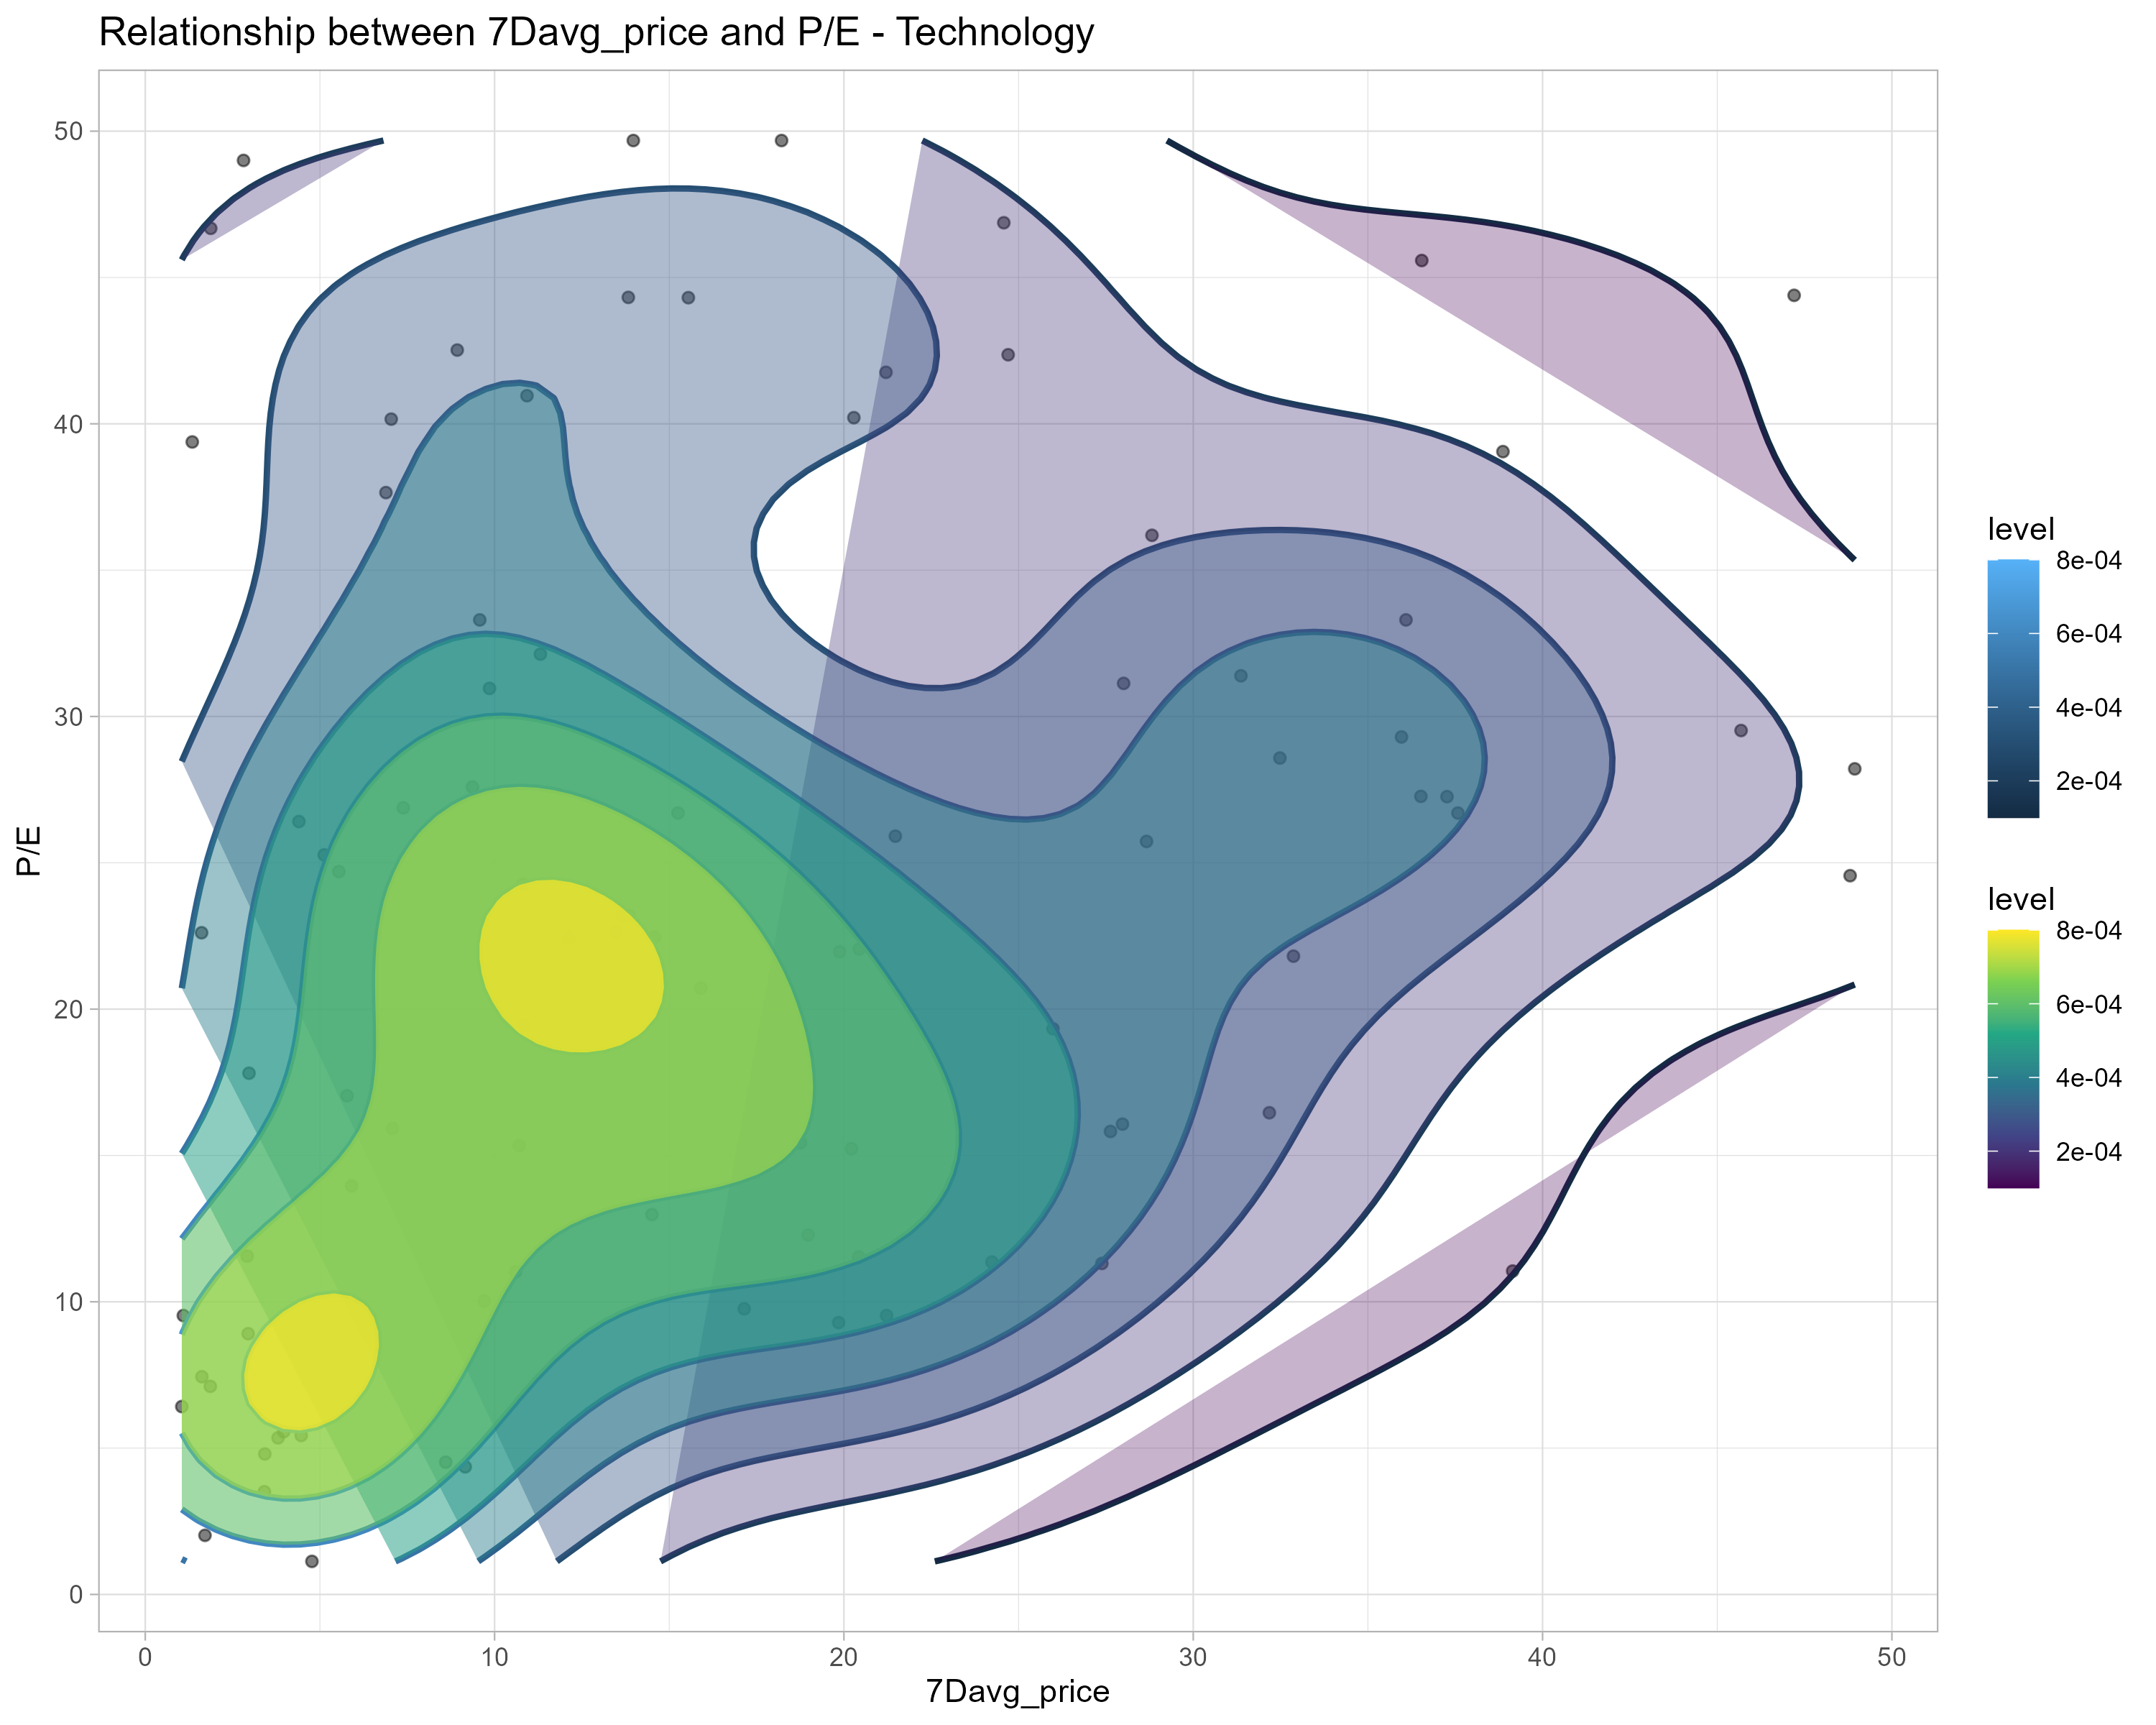 Relationship between 7Davg_price and P/E - Technology
50
40
30
20
10
0
P/E
0 10 20 30 40 50
7Davg_price
level
8e-04
6e-04
4e-04
2e-04
level
8e-04
6e-04
4e-04
2e-04